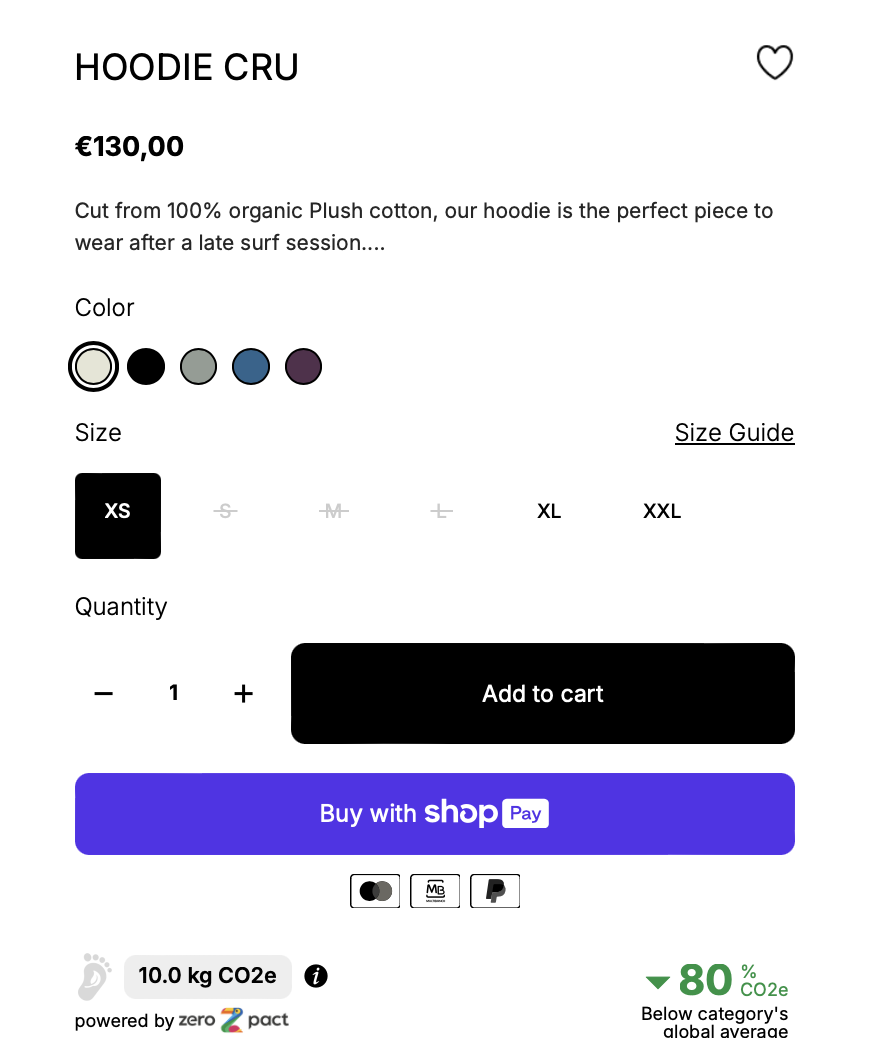 HOODIE CRU
€130,00
Cut from 100% organic Plush cotton, our hoodie is the perfect piece to
wear after a late surf session....
Color
Size Size Guide
XS S M L XL XXL
Quantity
− 1 + Add to cart
Buy with shop Pay
MB
10.0 kg CO2e i 80 % CO2e
powered by zero 2 pact Below category's
global average